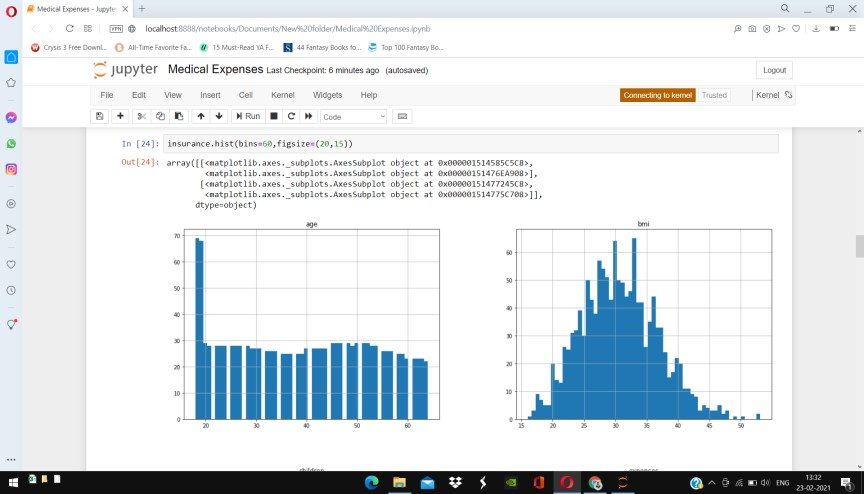 Medical Expenses - Jupyte
VPN
localhost:8888/notebooks/Documents/New%20folder/Medical%20Expenses.ipynb
Crysis 3 Free Downl...
All-Time Favorite Fa...
15 Must-Read YA F...
44 Fantasy Books fo...
Top 100 Fantasy Bo...
jupyter Medical Expenses Last Checkpoint: 6 minutes ago (autosaved)
Logout
File Edit View Insert Cell Kernel Widgets Help
Connecting to kernel
Trusted
Kernel
Run
Code
In [24]: insurance.hist(bins=60,figsize=(20,15))
Out[24]: array([[<matplotlib.axes._subplots.AxesSubplot object at 0x000001514585C5C8>,
<matplotlib.axes._subplots.AxesSubplot object at 0x00000151476EA908>],
[<matplotlib.axes._subplots.AxesSubplot object at 0x00000151477245C8>,
<matplotlib.axes._subplots.AxesSubplot object at 0x000001514775C708>]],
dtype=object)
age
70
60
50
40
30
20
10
0
20 30 40 50 60
bmi
60
50
40
30
20
10
0
15 20 25 30 35 40 45 50
children
expenses
ENG
13:32
23-02-2021